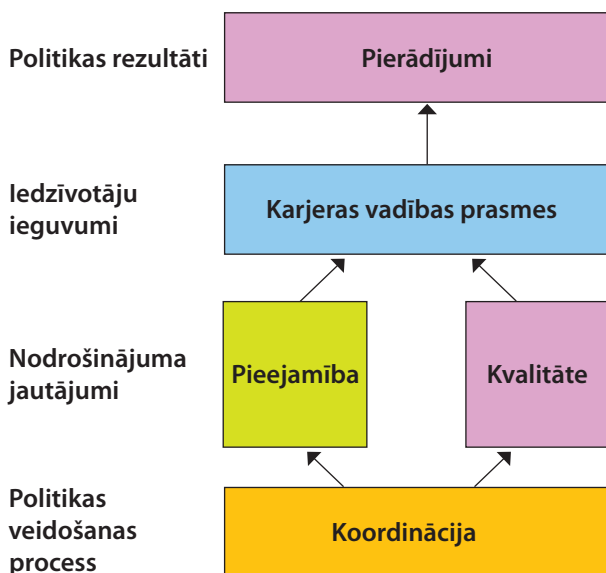 Politikas rezultāti
Pierādījumi
Iedzīvotāju
ieguvumi
Karjeras vadības prasmes
Nodrošinājuma
jautājumi
Pieejamība
Kvalitāte
Politikas
veidošanas
process
Koordinācija